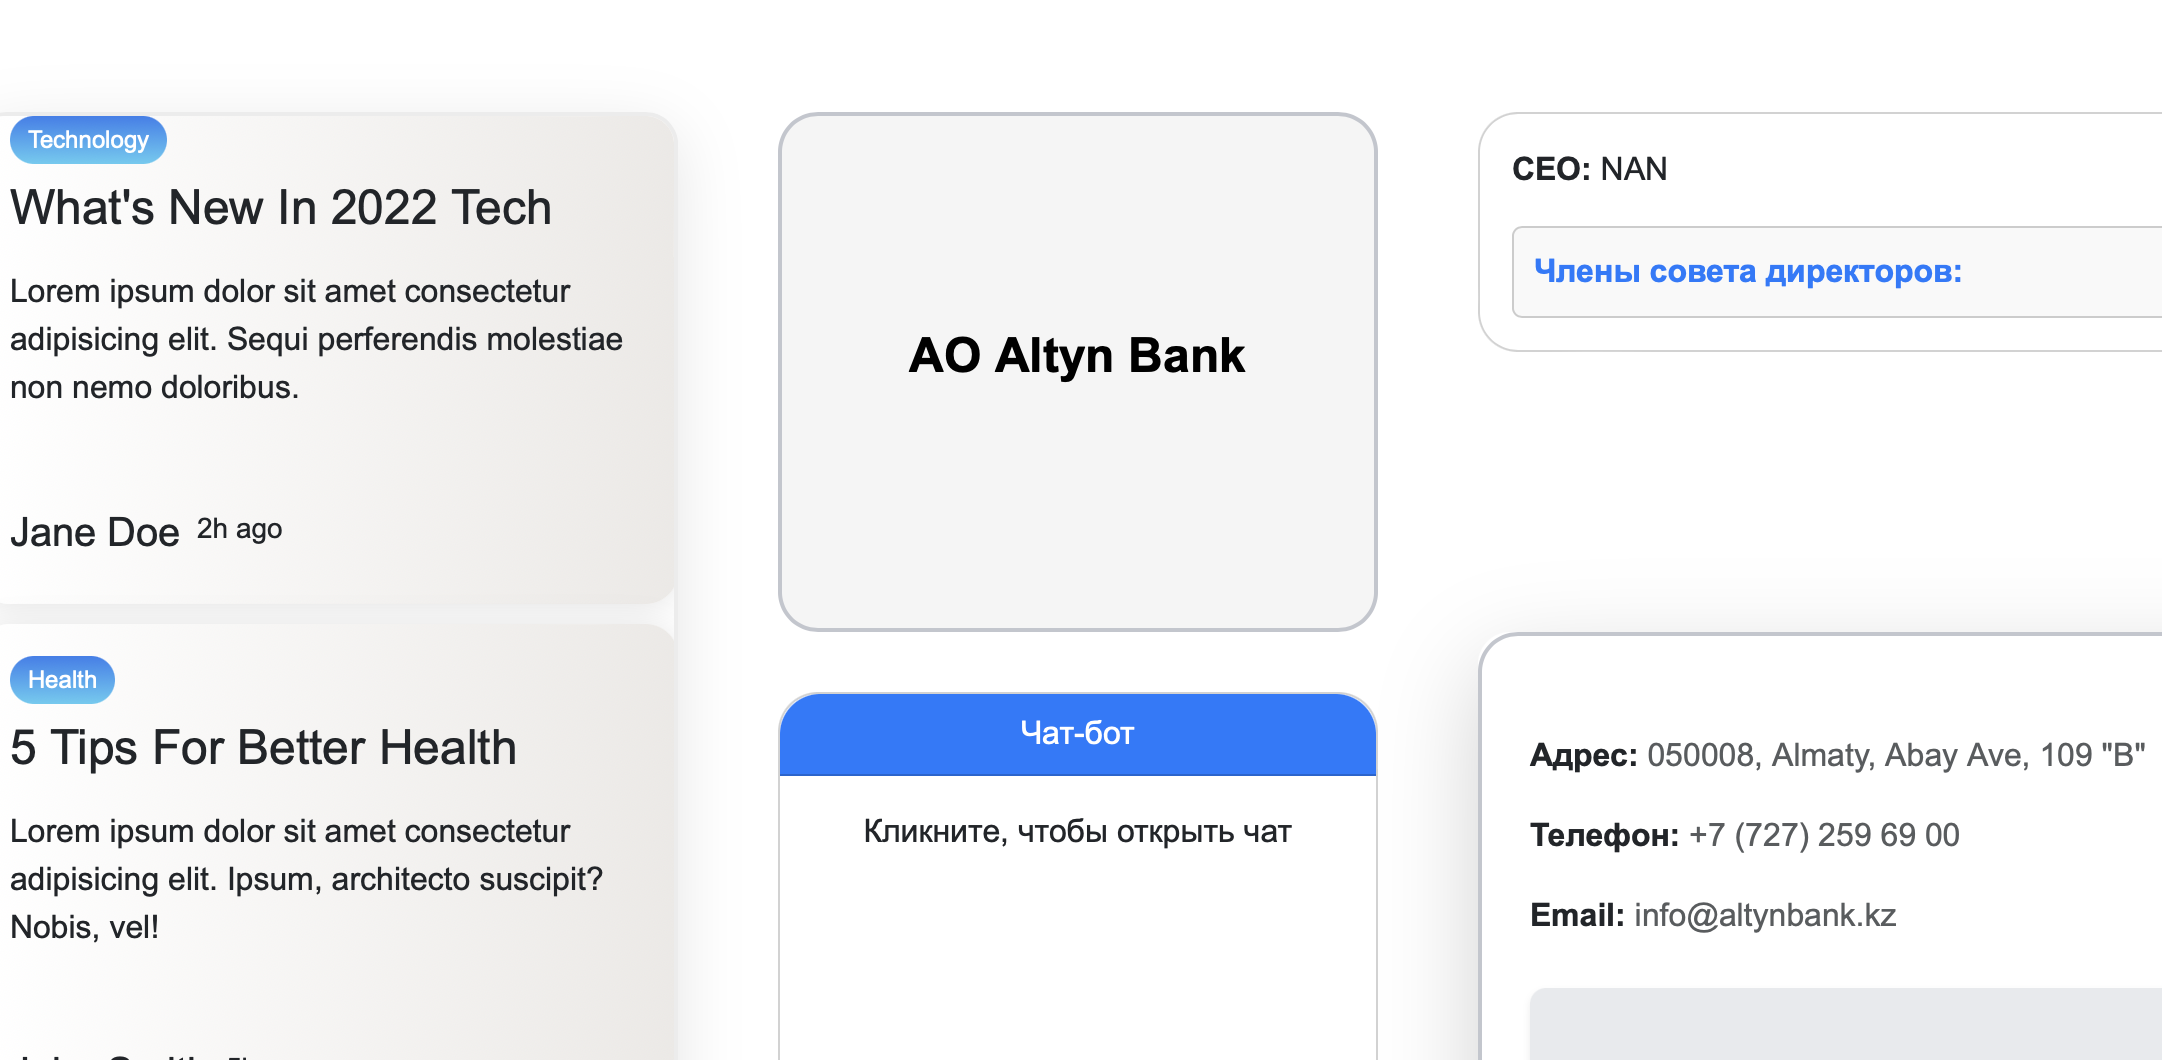 Technology
What's New In 2022 Tech
Lorem ipsum dolor sit amet consectetur
adipisicing elit. Sequi perferendis molestiae
non nemo doloribus.
Jane Doe 2h ago
Health
5 Tips For Better Health
Lorem ipsum dolor sit amet consectetur
adipisicing elit. Ipsum, architecto suscipit?
Nobis, vel!
АО Altyn Bank
Чат-бот
Кликните, чтобы открыть чат
CEO: NAN
Члены совета директоров:
Адрес: 050008, Almaty, Abay Ave, 109 "В"
Телефон: +7 (727) 259 69 00
Email: info@altynbank.kz